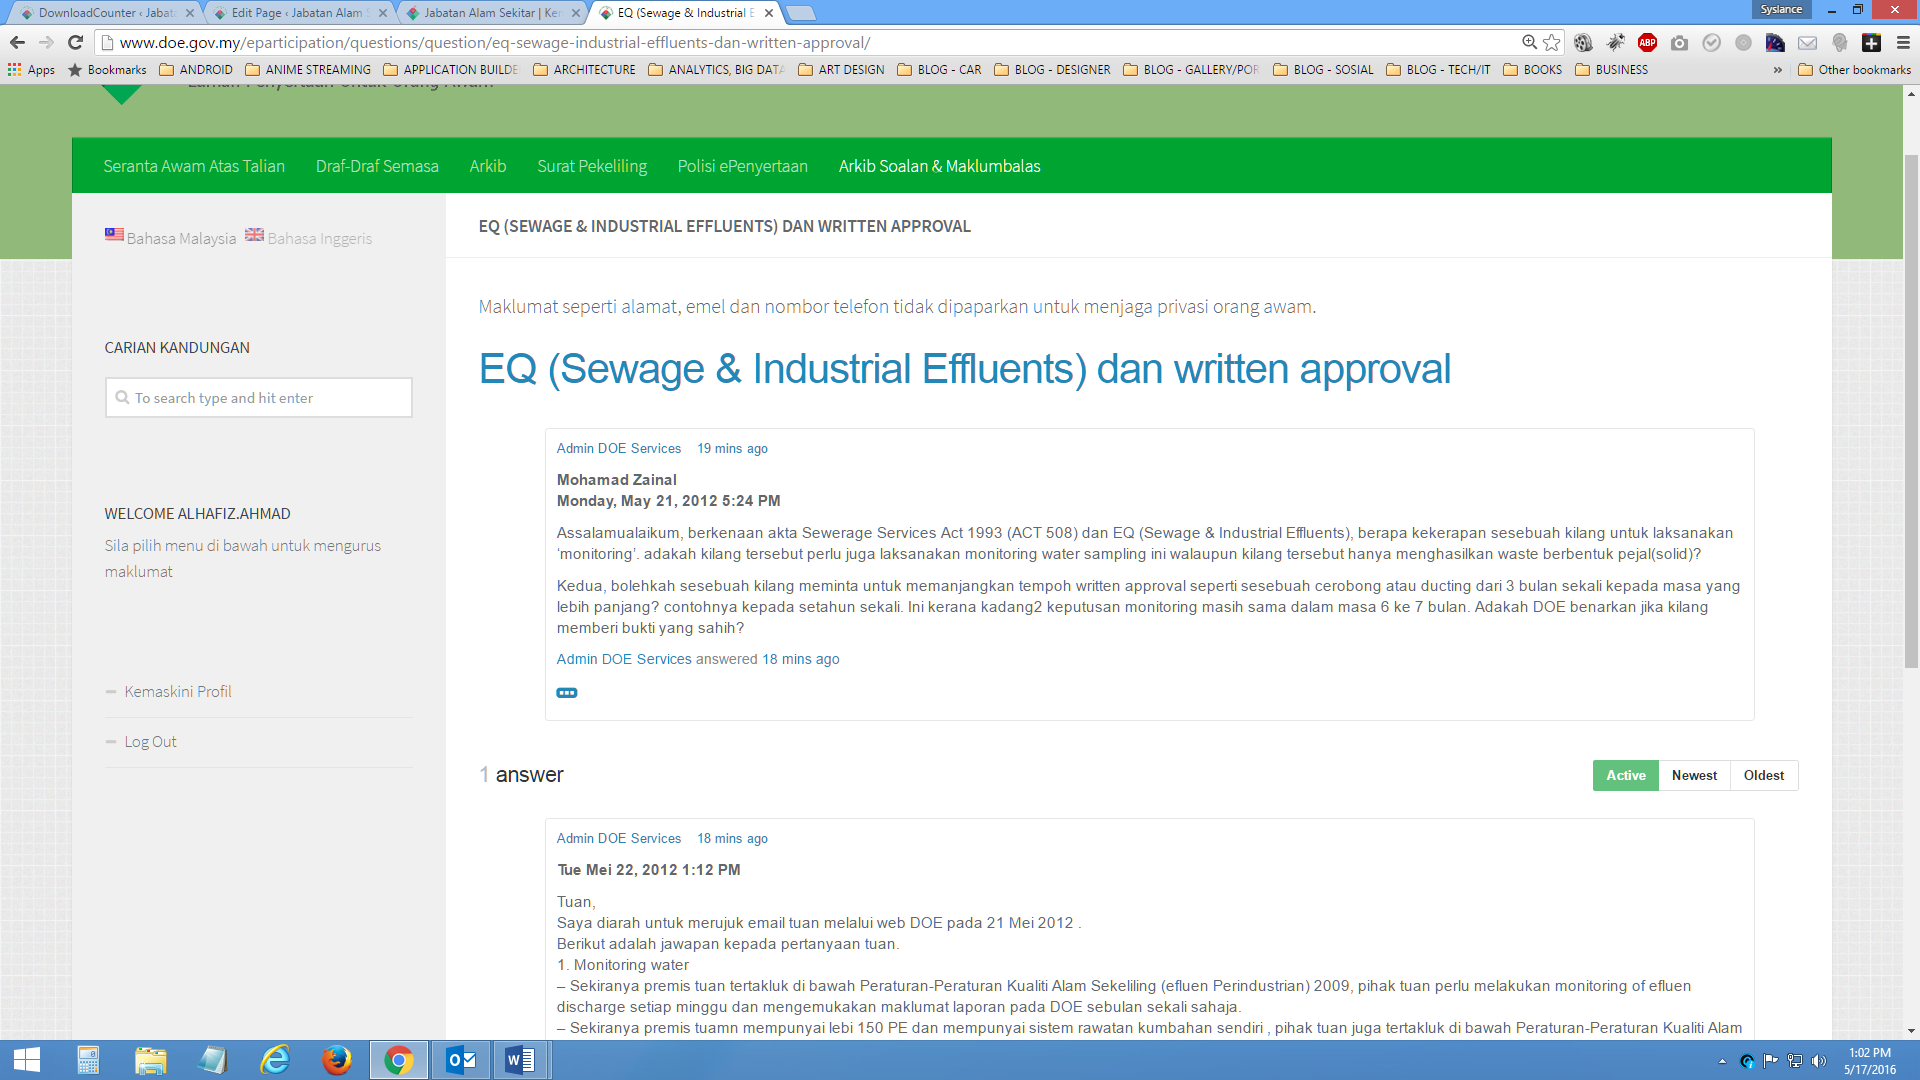 DownloadCounter ‹ Jabat
Edit Page ‹ Jabatan Alam S
Jabatan Alam Sekitar | Ken
EQ (Sewage & Industrial E
Syslance
www.doe.gov.my/eparticipation/questions/question/eq-sewage-industrial-effluents-dan-written-approval/
Apps
Bookmarks
ANDROID
ANIME STREAMING
APPLICATION BUILDE
ARCHITECTURE
ANALYTICS, BIG DATA
ART DESIGN
BLOG - CAR
BLOG - DESIGNER
BLOG - GALLERY/POR
BLOG - SOSIAL
BLOG - TECH/IT
BOOKS
BUSINESS
»
Other bookmarks
Laman Penyertaan Untuk Orang Awam
Seranta Awam Atas Talian
Draf-Draf Semasa
Arkib
Surat Pekeliling
Polisi ePenyertaan
Arkib Soalan & Maklumbalas
Bahasa Malaysia
Bahasa Inggeris
CARIAN KANDUNGAN
To search type and hit enter
WELCOME ALHAFIZ.AHMAD
Sila pilih menu di bawah untuk mengurus
maklumat
Kemaskini Profil
Log Out
EQ (SEWAGE & INDUSTRIAL EFFLUENTS) DAN WRITTEN APPROVAL
Maklumat seperti alamat, emel dan nombor telefon tidak dipaparkan untuk menjaga privasi orang awam.
EQ (Sewage & Industrial Effluents) dan written approval
Admin DOE Services 19 mins ago
Mohamad Zainal
Monday, May 21, 2012 5:24 PM
Assalamualaikum, berkenaan akta Sewerage Services Act 1993 (ACT 508) dan EQ (Sewage & Industrial Effluents), berapa kekerapan sesebuah kilang untuk laksanakan
‘monitoring’. adakah kilang tersebut perlu juga laksanakan monitoring water sampling ini walaupun kilang tersebut hanya menghasilkan waste berbentuk pejal(solid)?
Kedua, bolehkah sesebuah kilang meminta untuk memanjangkan tempoh written approval seperti sesebuah cerobong atau ducting dari 3 bulan sekali kepada masa yang
lebih panjang? contohnya kepada setahun sekali. Ini kerana kadang2 keputusan monitoring masih sama dalam masa 6 ke 7 bulan. Adakah DOE benarkan jika kilang
memberi bukti yang sahih?
Admin DOE Services answered 18 mins ago
1 answer
Active
Newest
Oldest
Admin DOE Services 18 mins ago
Tue Mei 22, 2012 1:12 PM
Tuan,
Saya diarah untuk merujuk email tuan melalui web DOE pada 21 Mei 2012 .
Berikut adalah jawapan kepada pertanyaan tuan.
1. Monitoring water
– Sekiranya premis tuan tertakluk di bawah Peraturan-Peraturan Kualiti Alam Sekeliling (efluen Perindustrian) 2009, pihak tuan perlu melakukan monitoring of efluen
discharge setiap minggu dan mengemukakan maklumat laporan pada DOE sebulan sekali sahaja.
– Sekiranya premis tuamn mempunyai lebi 150 PE dan mempunyai sistem rawatan kumbahan sendiri , pihak tuan juga tertakluk di bawah Peraturan-Peraturan Kualiti Alam
1:02 PM
5/17/2016